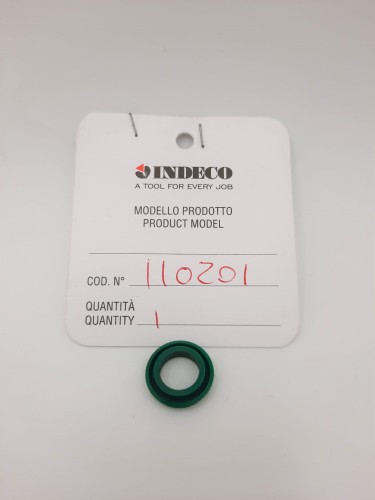 INDECO
A TOOL FOR EVERY JOB
MODELLO PRODOTTO
PRODUCT MODEL
COD. N° 110201
QUANTITÀ
QUANTITY 1